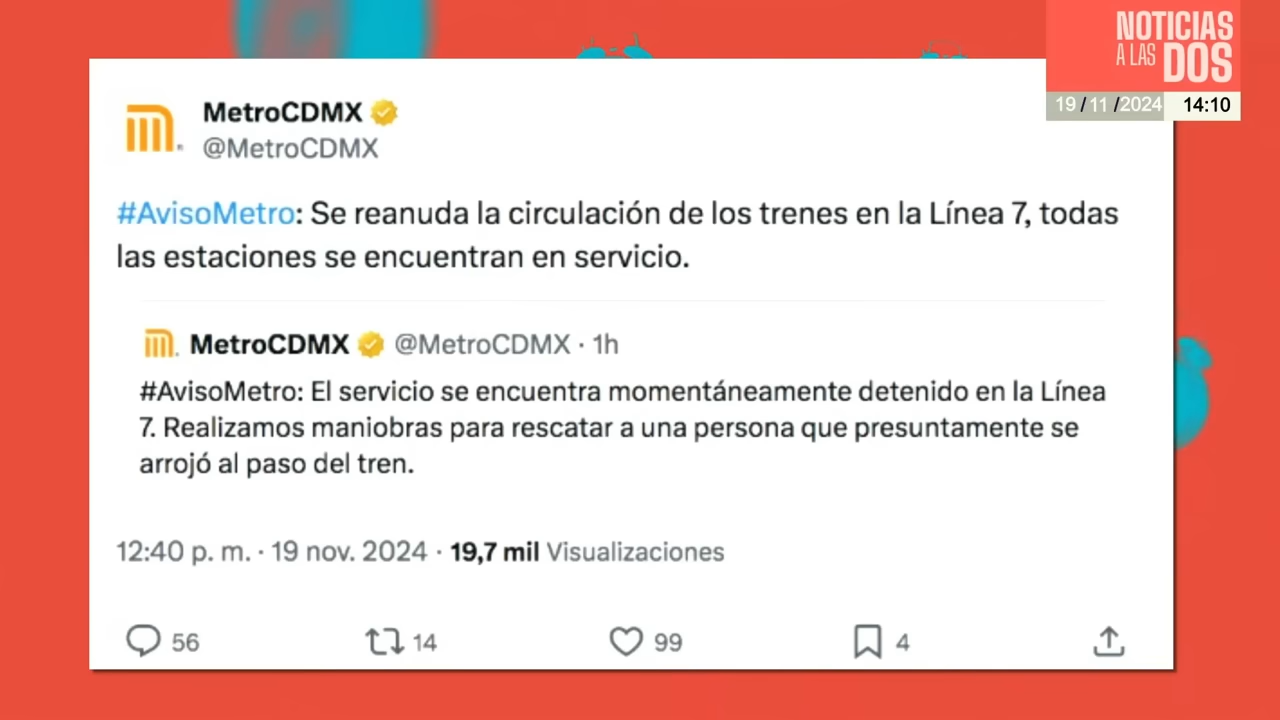 NOTICIAS
A LAS DOS
19 / 11 / 2024 14:10
MetroCDMX
@MetroCDMX
#AvisoMetro: Se reanuda la circulación de los trenes en la Línea 7, todas
las estaciones se encuentran en servicio.
MetroCDMX @MetroCDMX · 1h
#AvisoMetro: El servicio se encuentra momentáneamente detenido en la Línea
7. Realizamos maniobras para rescatar a una persona que presuntamente se
arrojó al paso del tren.
12:40 p. m. · 19 nov. 2024 · 19,7 mil Visualizaciones
56 14 99 4